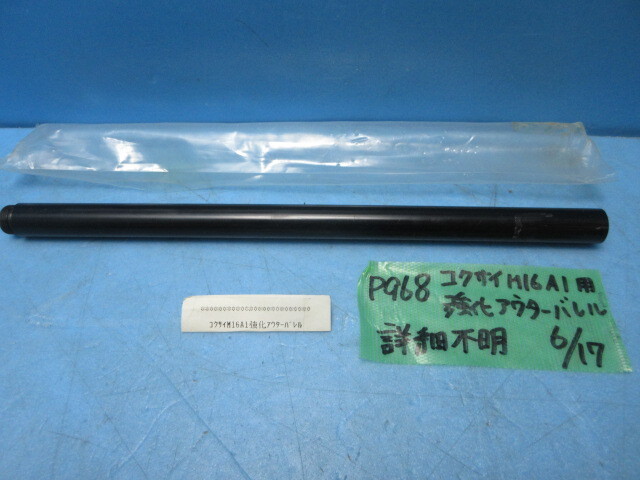 P968 コクサイM16A1用
強化アウターバレル
詳細不明 6/17
コクサイM16A1強化アウターバレル